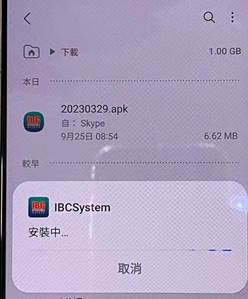 下載
1.00 GB
本日
20230329.apk
自： Skype
9月25日 08:54
6.62 MB
較早
IBCSystem
安裝中...
取消